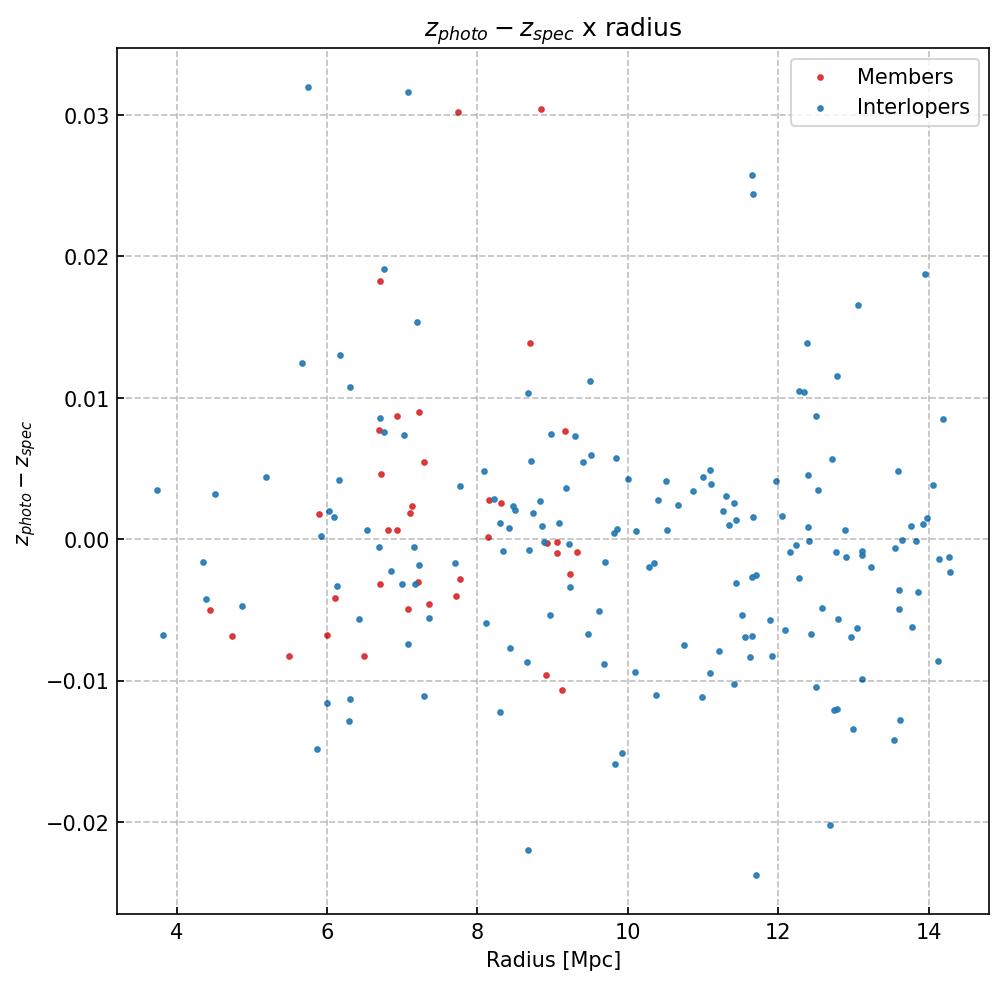 z_photo − z_spec x radius
Members
Interlopers
z_photo − z_spec
0.03
0.02
0.01
0.00
−0.01
−0.02
4 6 8 10 12 14
Radius [Mpc]